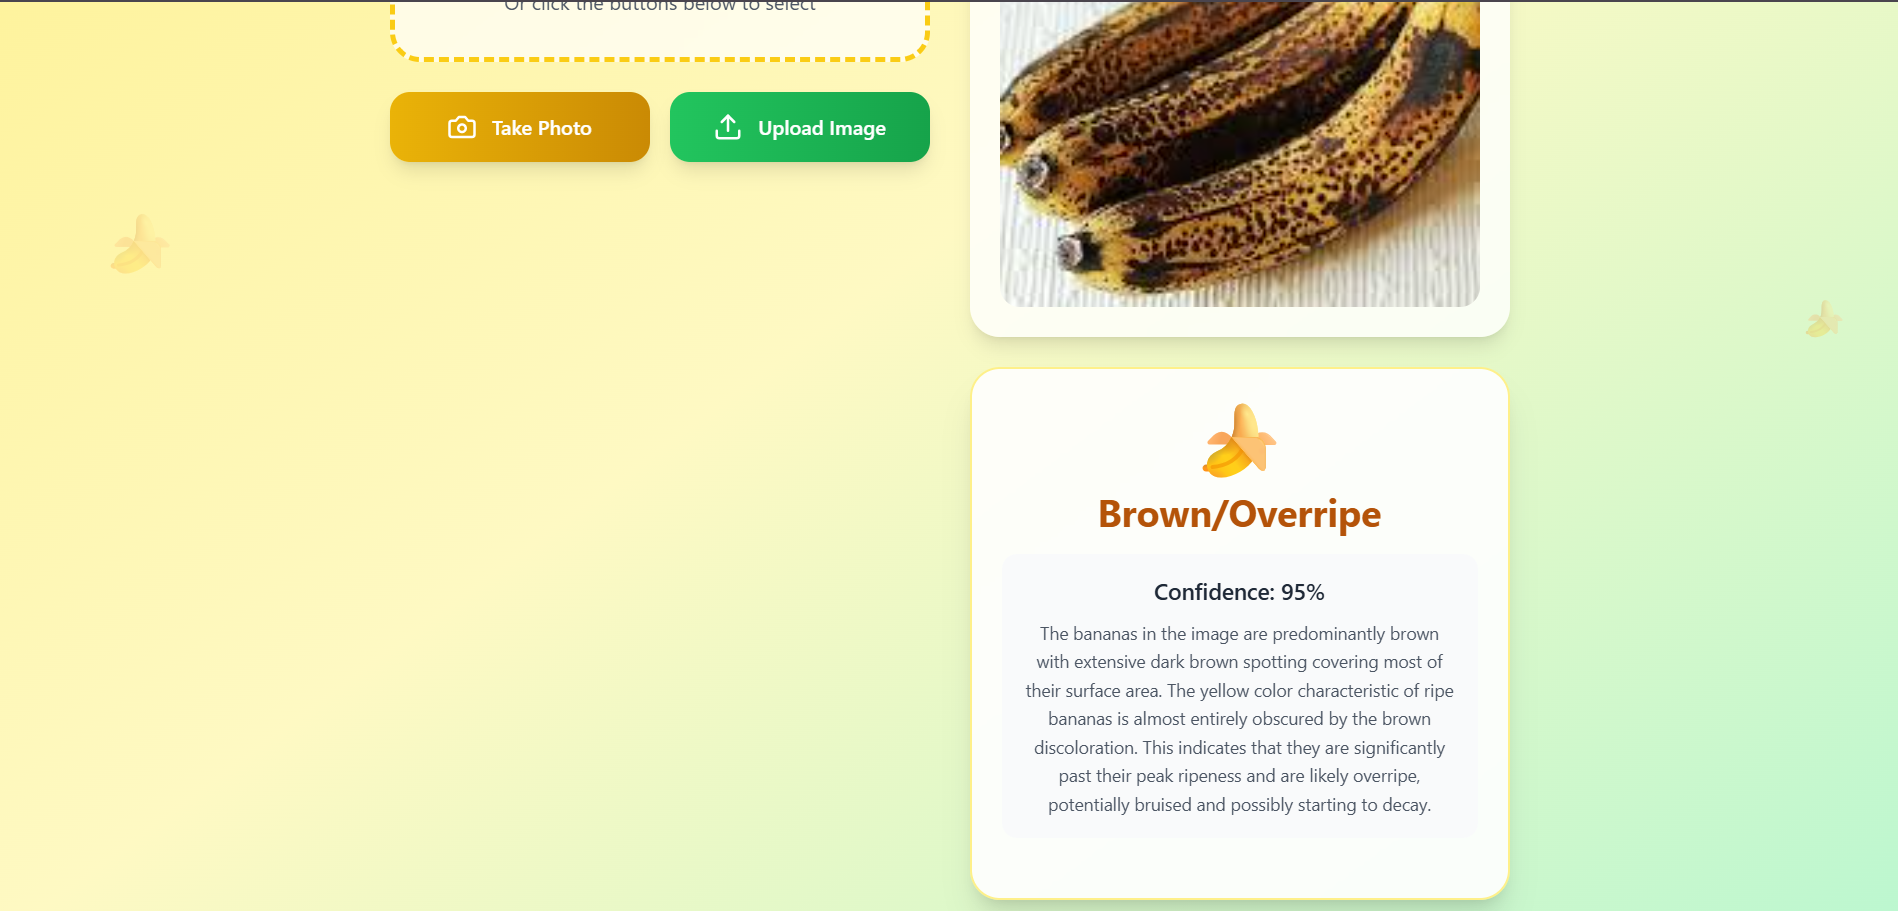 Or click the buttons below to select
Take Photo
Upload Image
Brown/Overripe
Confidence: 95%
The bananas in the image are predominantly brown
with extensive dark brown spotting covering most of
their surface area. The yellow color characteristic of ripe
bananas is almost entirely obscured by the brown
discoloration. This indicates that they are significantly
past their peak ripeness and are likely overripe,
potentially bruised and possibly starting to decay.